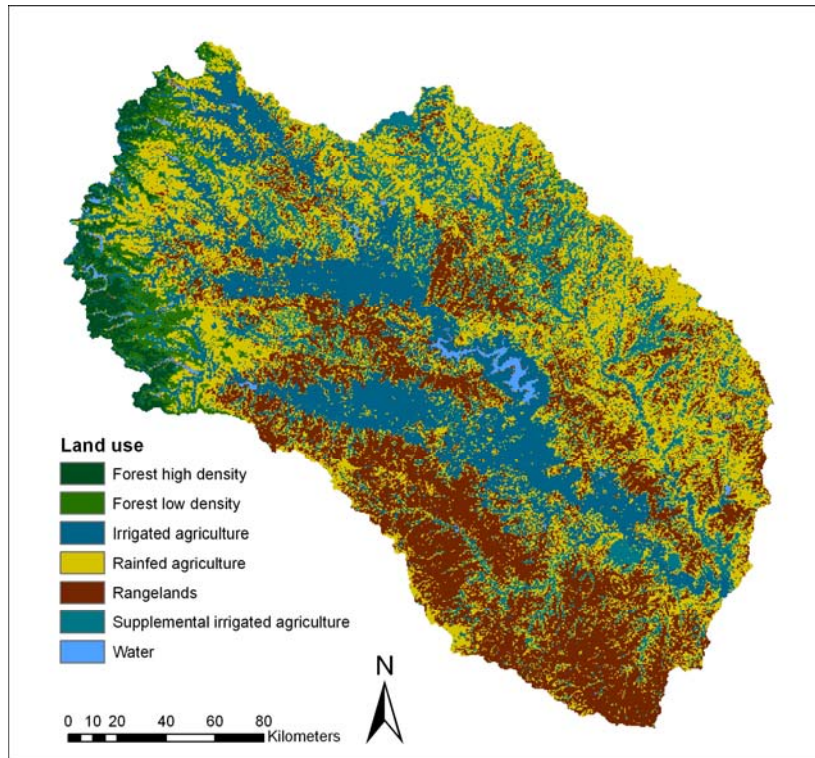 Land use
Forest high density
Forest low density
Irrigated agriculture
Rainfed agriculture
Rangelands
Supplemental irrigated agriculture
Water
N
0 10 20 40 60 80
Kilometers